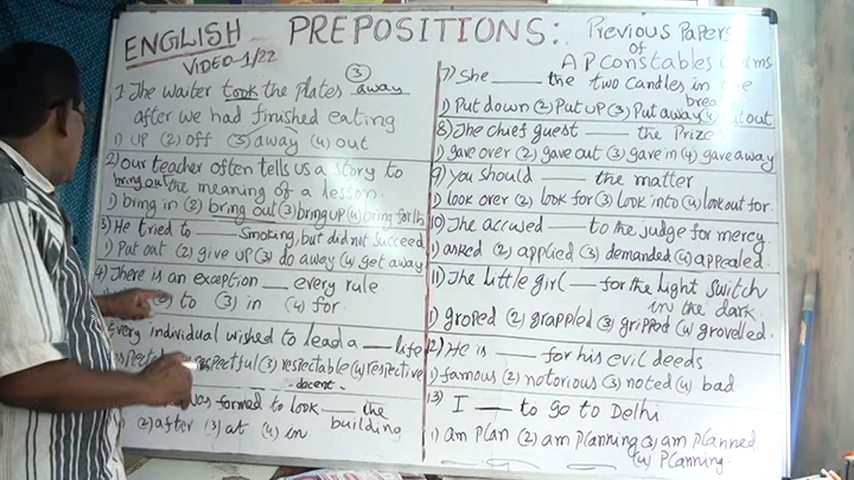 ENGLISH
VIDEO-1/22
PREPOSITIONS:
Previous Papers
of
AP constables
1. The waiter took the plates away
③
after we had finished eating.
1) UP (2) off (3) away (4) out
2) our teacher often tells us a story to
bring out the meaning of a lesson.
1) bring in (2) bring out (3) bring up (4) bring forth
3) He tried to ___ smoking, but did not succeed
1) Put out (2) give up (3) do away (4) get away
4) There is an exception ___ every rule
to (3) in (4) for.
Every individual wished to lead a ___ life
(3) respectable (4) respective
decent
was formed to look ___ the
building
(2) after (3) at (4) in
7) She ___ the two candles in one
1) Put down (2) Put up (3) Put away
8) The chief guest ___ the
1) gave over (2) gave out (3) gave in (4) gave away
9) you should ___ the matter
1) look over (2) look for (3) look into (4) look out for.
10) The accused ___ to the judge for mercy.
1) asked (2) applied (3) demanded (4) appealed.
11) The little girl ___ for the light switch
in the dark.
1) groped (2) grappled (3) gripped (4) grovelled.
12) He is ___ for his evil deeds
1) famous (2) notorious (3) noted (4) bad
13) I ___ to go to Delhi
1) am plan (2) am planning (3) am planned
(4) Planning.